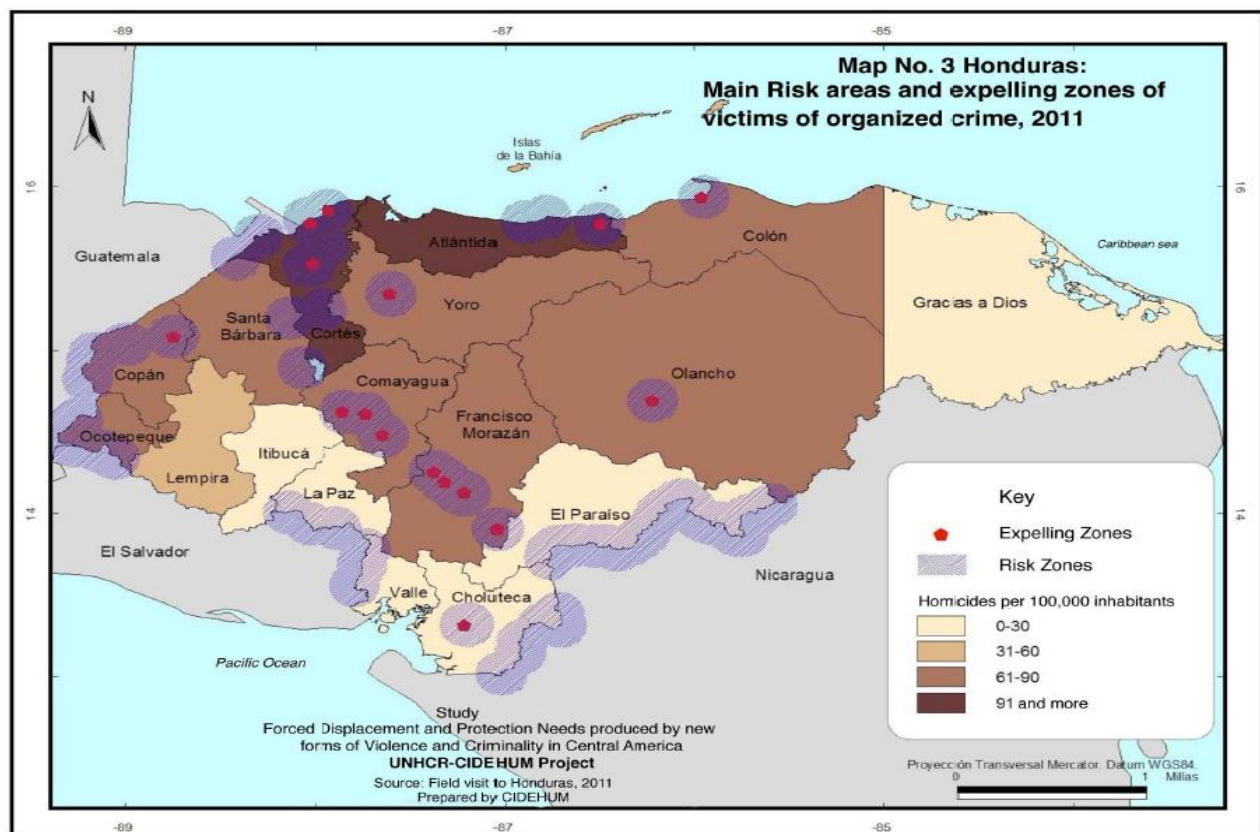 -89
-87
-85
Map No. 3 Honduras:
Main Risk areas and expelling zones of
victims of organized crime, 2011
N
Islas
de la Bahía
16
16
Guatemala
Atlántida
Colón
Caribbean sea
Yoro
Gracias a Dios
Santa
Bárbara
Cortés
Copán
Comayagua
Olancho
Francisco
Morazán
Ocotepeque
Itibucá
Lempira
La Paz
El Paraíso
14
14
El Salvador
Nicaragua
Valle
Choluteca
Pacific Ocean
Key
Expelling Zones
Risk Zones
Homicides per 100,000 inhabitants
0-30
31-60
61-90
91 and more
Study
Forced Displacement and Protection Needs produced by new
forms of Violence and Criminality in Central America
UNHCR-CIDEHUM Project
Source: Field visit to Honduras, 2011
Prepared by CIDEHUM
Proyección Transversal Mercator. Datum WGS84.
0 1 Millas
-89
-87
-85